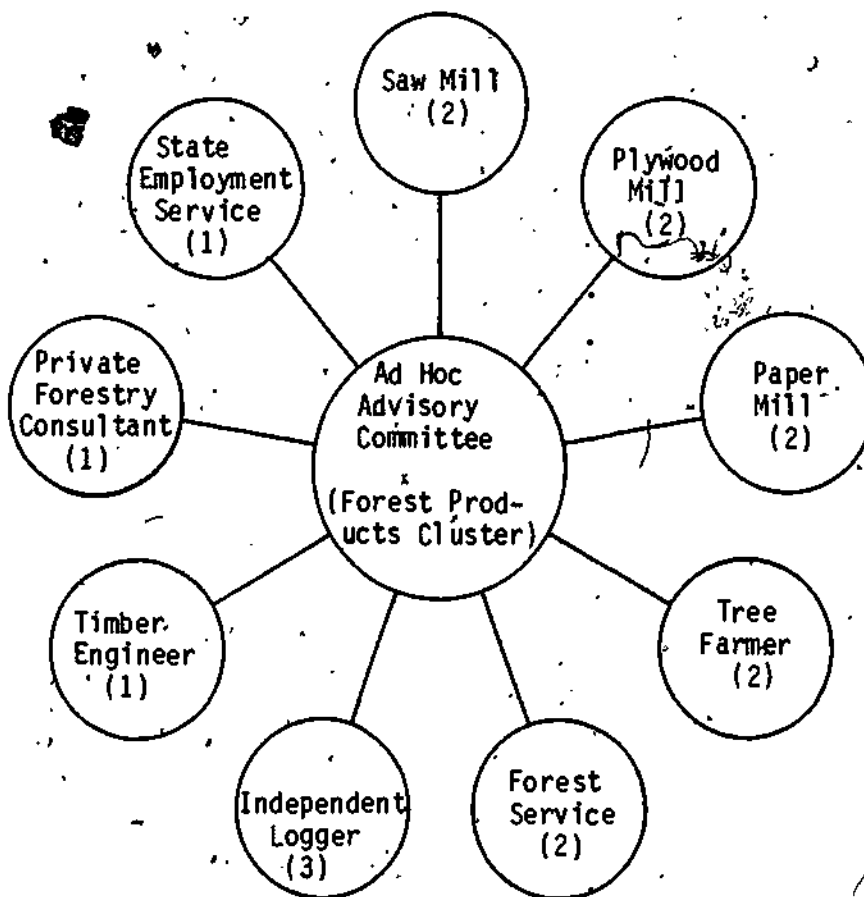 Saw Mill
(2)
Plywood
Mill
(2)
Paper
Mill
(2)
Tree
Farmer
(2)
Forest
Service
(2)
Independent
Logger
(3)
Timber
Engineer
(1)
Private
Forestry
Consultant
(1)
State
Employment
Service
(1)
Ad Hoc
Advisory
Committee
(Forest Prod-
ucts Cluster)